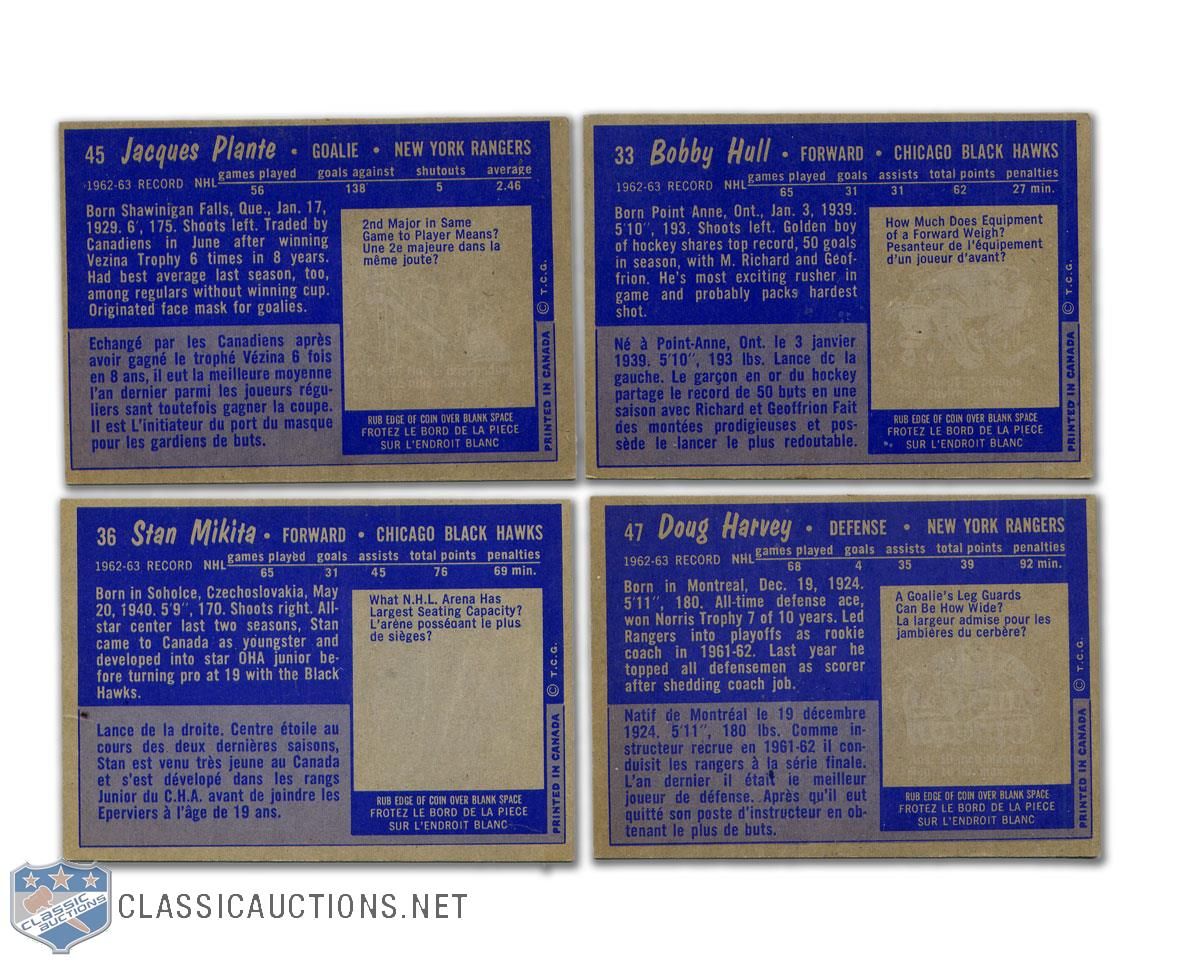 45 Jacques Plante • GOALIE • NEW YORK RANGERS
games played goals against shutouts average
1962-63 RECORD NHL 56 138 5 2.46
Born Shawinigan Falls, Que., Jan. 17,
1929. 6', 175. Shoots left. Traded by
Canadiens in June after winning
Vezina Trophy 6 times in 8 years.
Had best average last season, too,
among regulars without winning cup.
Originated face mask for goalies.
Echangé par les Canadiens après
avoir gagné le trophé Vézina 6 fois
en 8 ans, il eut la meilleure moyenne
l'an dernier parmi les joueurs régu-
liers sant toutefois gagner la coupe.
Il est L'initiateur du port du masque
pour les gardiens de buts.
2nd Major in Same
Game to Player Means?
Une 2e majeure dans la
même joute?
RUB EDGE OF COIN OVER BLANK SPACE
FROTEZ LE BORD DE LA PIECE
SUR L'ENDROIT BLANC
PRINTED IN CANADA © T.C.G.
33 Bobby Hull • FORWARD • CHICAGO BLACK HAWKS
games played goals assists total points penalties
1962-63 RECORD NHL 65 31 31 62 27 min.
Born Point Anne, Ont., Jan. 3, 1939.
5'10", 193. Shoots left. Golden boy
of hockey shares top record, 50 goals
in season, with M. Richard and Geof-
frion. He's most exciting rusher in
game and probably packs hardest
shot.
Né à Point-Anne, Ont. le 3 janvier
1939. 5'10", 193 lbs. Lance dc la
gauche. Le garçon en or du hockey
partage le record de 50 buts en une
saison avec Richard et Geoffrion Fait
des montées prodigieuses et pos-
sède le lancer le plus redoutable.
How Much Does Equipment
of a Forward Weigh?
Pesanteur de l'équipement
d'un joueur d'avant?
RUB EDGE OF COIN OVER BLANK SPACE
FROTEZ LE BORD DE LA PIECE
SUR L'ENDROIT BLANC
PRINTED IN CANADA © T.C.G.
36 Stan Mikita • FORWARD • CHICAGO BLACK HAWKS
games played goals assists total points penalties
1962-63 RECORD NHL 65 31 45 76 69 min.
Born in Soholce, Czechoslovakia, May
20, 1940. 5'9", 170. Shoots right. All-
star center last two seasons, Stan
came to Canada as youngster and
developed into star OHA junior be-
fore turning pro at 19 with the Black
Hawks.
Lance de la droite. Centre étoile au
cours des deux dernières saisons,
Stan est venu très jeune au Canada
et s'est dévelopé dans les rangs
Junior du C.H.A. avant de joindre les
Eperviers à l'âge de 19 ans.
What N.H.L. Arena Has
Largest Seating Capacity?
L'arène posséoant le plus
de sièges?
RUB EDGE OF COIN OVER BLANK SPACE
FROTEZ LE BORD DE LA PIECE
SUR L'ENDROIT BLANC
PRINTED IN CANADA © T.C.G.
47 Doug Harvey • DEFENSE • NEW YORK RANGERS
games played goals assists total points penalties
1962-63 RECORD NHL 68 4 35 39 92 min.
Born in Montreal, Dec. 19, 1924.
5'11", 180. All-time defense ace,
won Norris Trophy 7 of 10 years. Led
Rangers into playoffs as rookie
coach in 1961-62. Last year he
topped all defensemen as scorer
after shedding coach job.
Natif de Montréal le 19 décembre
1924. 5'11", 180 lbs. Comme in-
structeur recrue en 1961-62 il con-
duisit les rangers à la série finale.
L'an dernier il était ie meilleur
joueur de défense. Après qu'il eut
quitté son poste d'instructeur en ob-
tenant le plus de buts.
A Goalie's Leg Guards
Can Be How Wide?
La largeur admise pour les
jambières du cerbère?
RUB EDGE OF COIN OVER BLANK SPACE
FROTEZ LE BORD DE LA PIECE
SUR L'ENDROIT BLANC
PRINTED IN CANADA © T.C.G.
CLASSIC
AUCTIONS
CLASSICAUCTIONS.NET